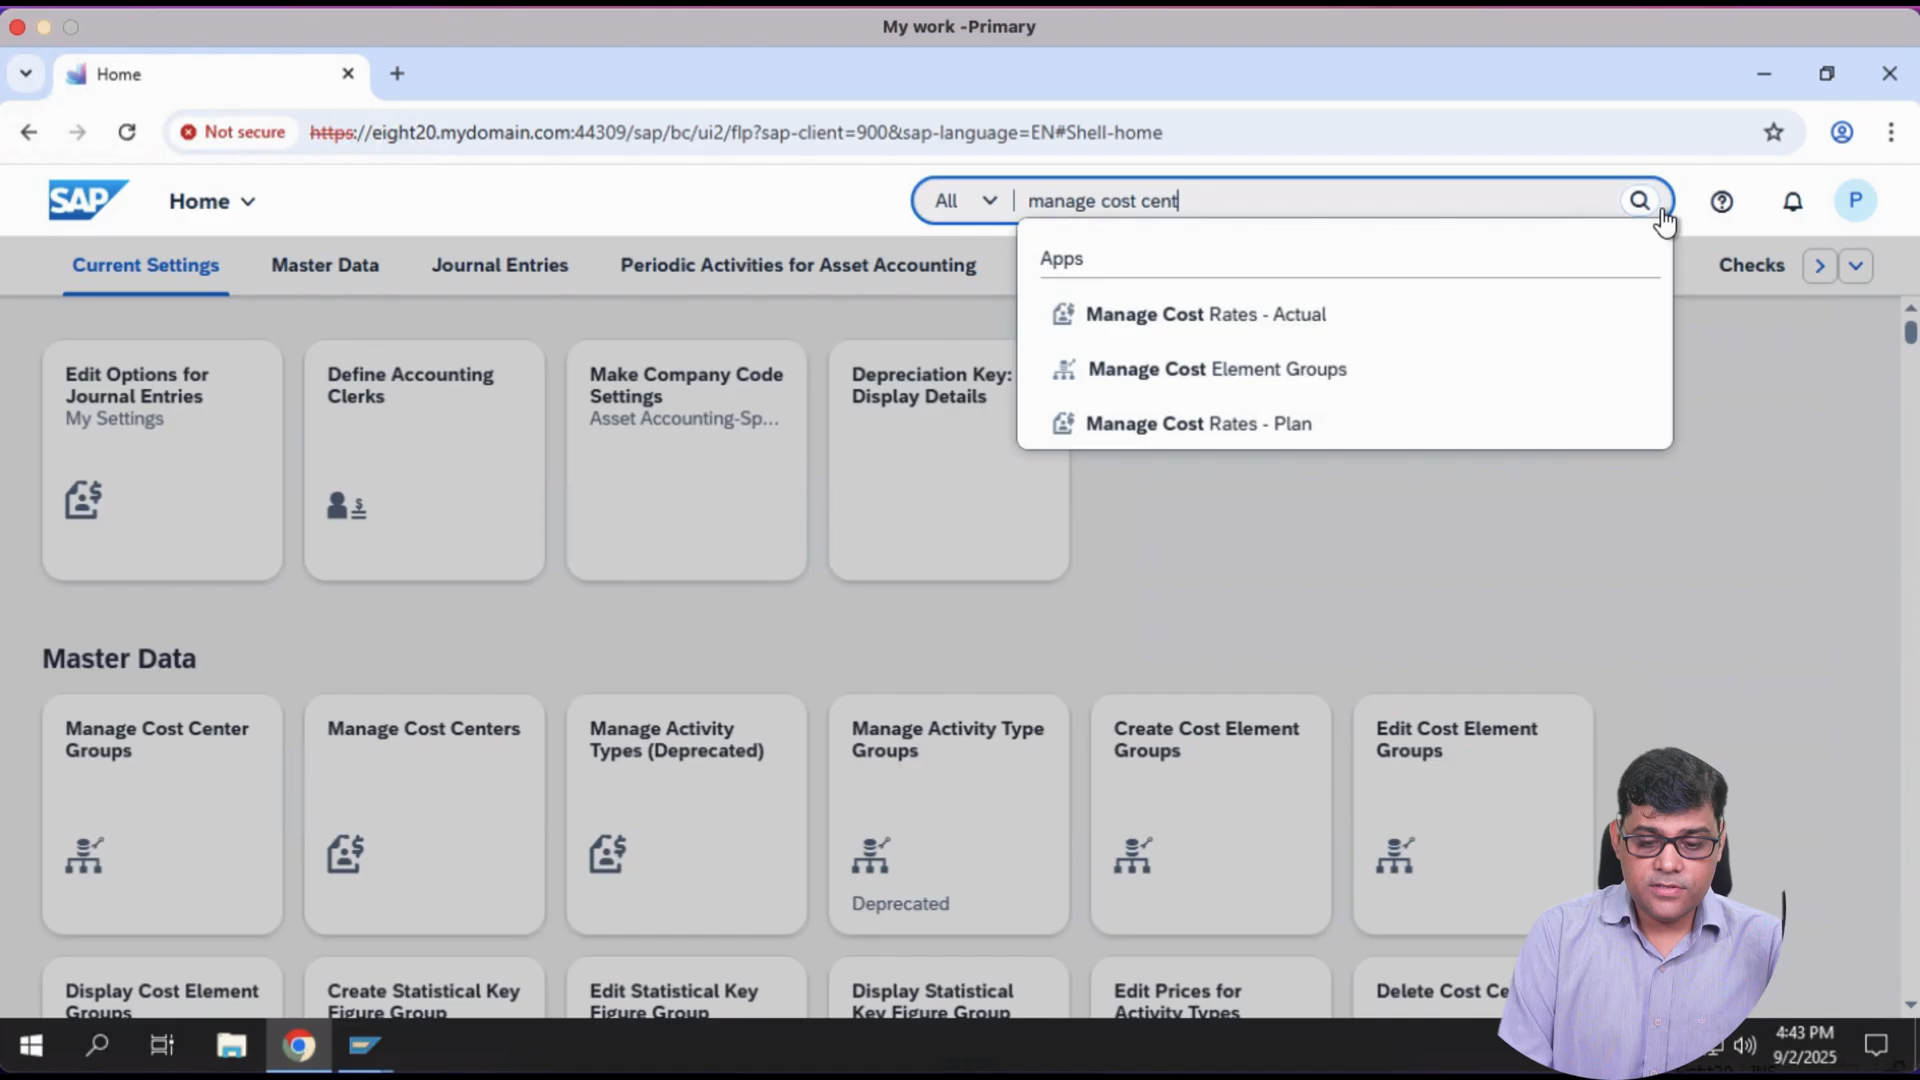 My work -Primary
Home
Not secure
https://eight20.mydomain.com:44309/sap/bc/ui2/flp?sap-client=900&sap-language=EN#Shell-home
SAP
Home
All
manage cost cent
P
Current Settings
Master Data
Journal Entries
Periodic Activities for Asset Accounting
Checks
Apps
Manage Cost Rates - Actual
Manage Cost Element Groups
Manage Cost Rates - Plan
Edit Options for
Journal Entries
My Settings
Define Accounting
Clerks
Make Company Code
Settings
Asset Accounting-Sp...
Depreciation Key:
Display Details
Master Data
Manage Cost Center
Groups
Manage Cost Centers
Manage Activity
Types (Deprecated)
Manage Activity Type
Groups
Deprecated
Create Cost Element
Groups
Edit Cost Element
Groups
Display Cost Element
Groups
Create Statistical Key
Figure Group
Edit Statistical Key
Figure Group
Display Statistical
Key Figure Group
Edit Prices for
Activity Types
Delete Cost Ce
4:43 PM
9/2/2025